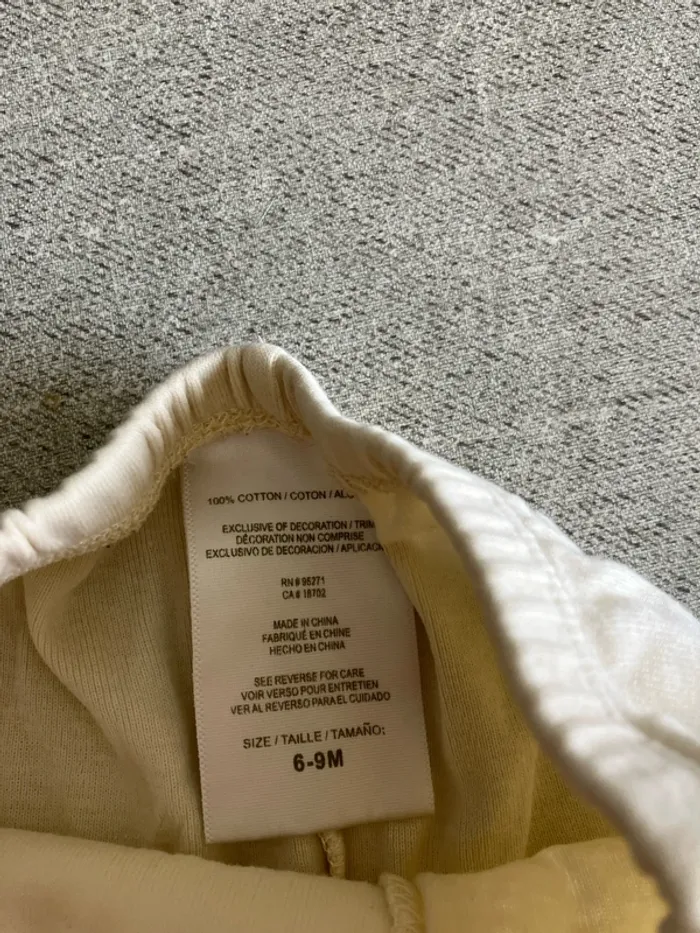 100% COTTON / COTON /
EXCLUSIVE OF DECORATION / TRIM
DÉCORATION NON COMPRISE
EXCLUSIVO DE DECORACION /
RN # 95271
CA # 18702
MADE IN CHINA
FABRIQUÉ EN CHINE
HECHO EN CHINA
SEE REVERSE FOR CARE
VOIR VERSO POUR ENTRETIEN
VER AL REVERSO PARA EL CUIDADO
SIZE / TAILLE / TAMAÑO:
6-9M